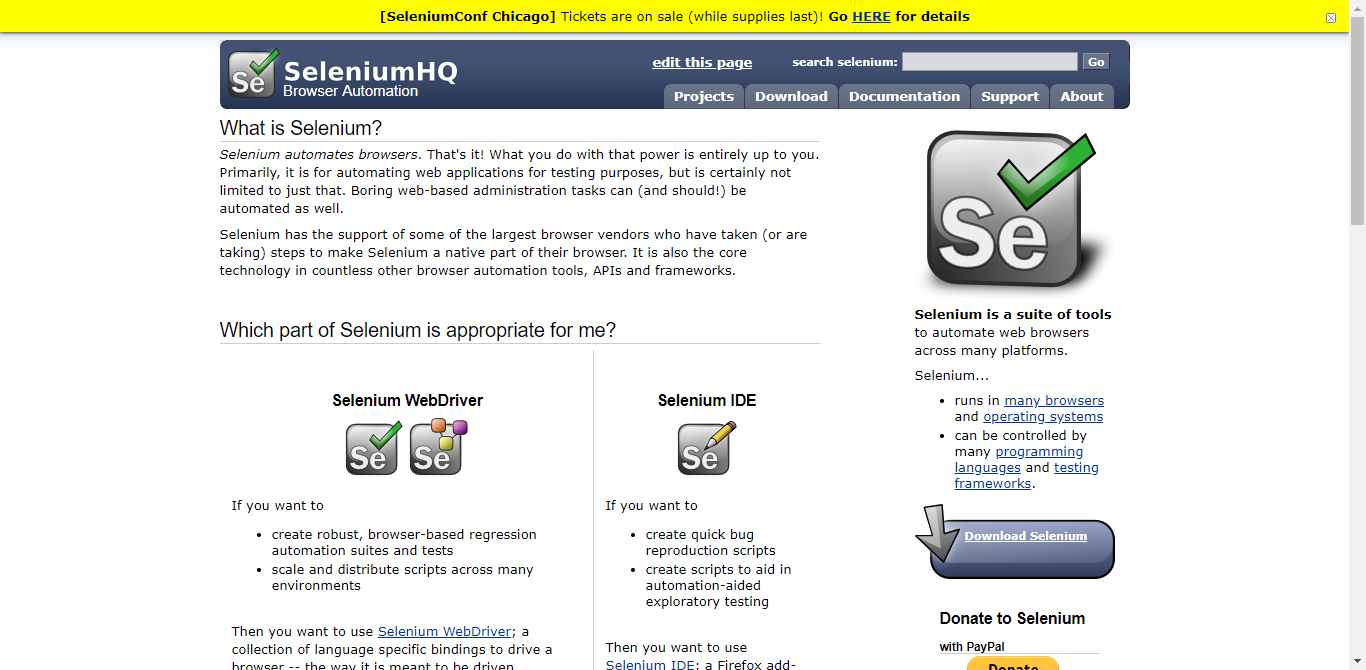 [SeleniumConf Chicago] Tickets are on sale (while supplies last)! Go HERE for details
Se
SeleniumHQ
Browser Automation
edit this page
search selenium:
Go
Projects
Download
Documentation
Support
About
What is Selenium?
Selenium automates browsers. That's it! What you do with that power is entirely up to you.
Primarily, it is for automating web applications for testing purposes, but is certainly not
limited to just that. Boring web-based administration tasks can (and should!) be
automated as well.
Selenium has the support of some of the largest browser vendors who have taken (or are
taking) steps to make Selenium a native part of their browser. It is also the core
technology in countless other browser automation tools, APIs and frameworks.
Which part of Selenium is appropriate for me?
Selenium WebDriver
Se
Se
If you want to
• create robust, browser-based regression
automation suites and tests
• scale and distribute scripts across many
environments
Then you want to use Selenium WebDriver; a
collection of language specific bindings to drive a
browser -- the way it is meant to be driven.
Selenium IDE
Se
If you want to
• create quick bug
reproduction scripts
• create scripts to aid in
automation-aided
exploratory testing
Then you want to use
Selenium IDE; a Firefox add-
Se
Selenium is a suite of tools
to automate web browsers
across many platforms.
Selenium...
• runs in many browsers
and operating systems
• can be controlled by
many programming
languages and testing
frameworks.
Download Selenium
Donate to Selenium
with PayPal
Donate